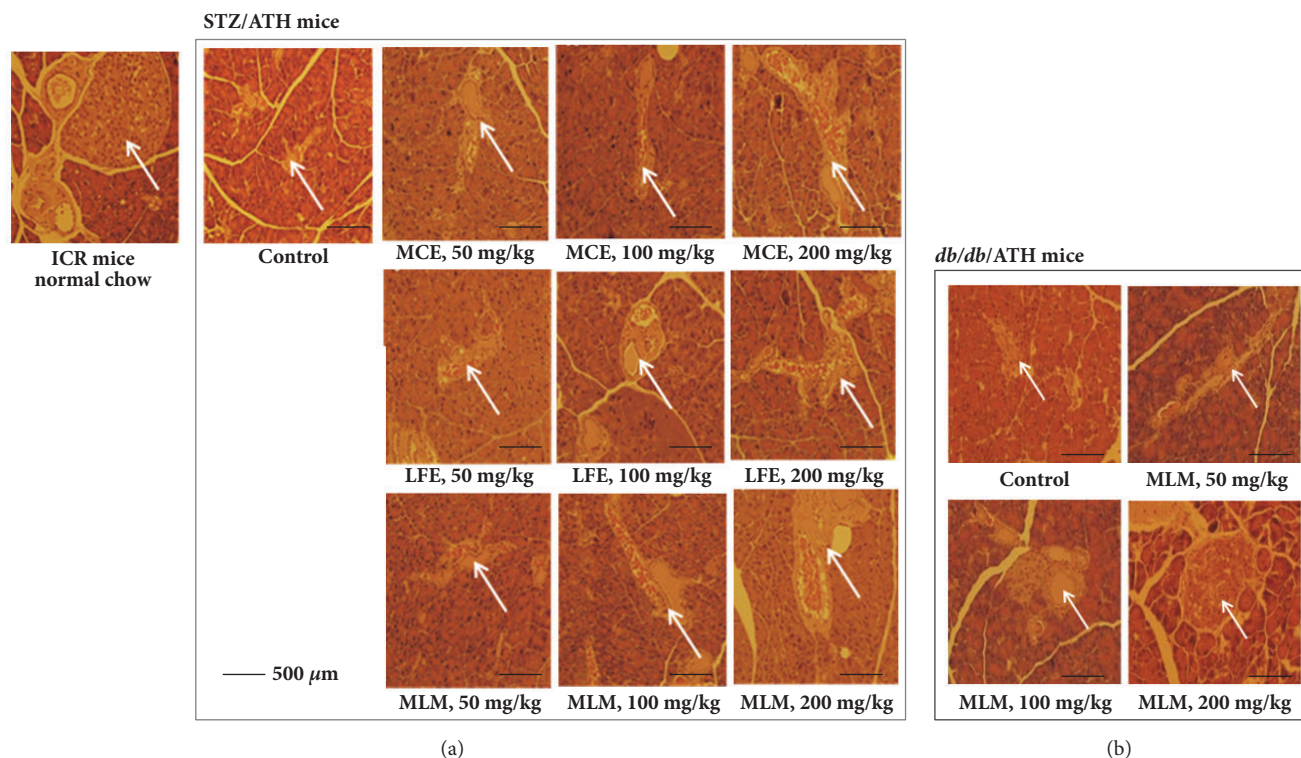 STZ/ATH mice
ICR mice
normal chow
Control
MCE, 50 mg/kg
MCE, 100 mg/kg
MCE, 200 mg/kg
LFE, 50 mg/kg
LFE, 100 mg/kg
LFE, 200 mg/kg
500 μm
MLM, 50 mg/kg
MLM, 100 mg/kg
MLM, 200 mg/kg
(a)
db/db/ATH mice
Control
MLM, 50 mg/kg
MLM, 100 mg/kg
MLM, 200 mg/kg
(b)